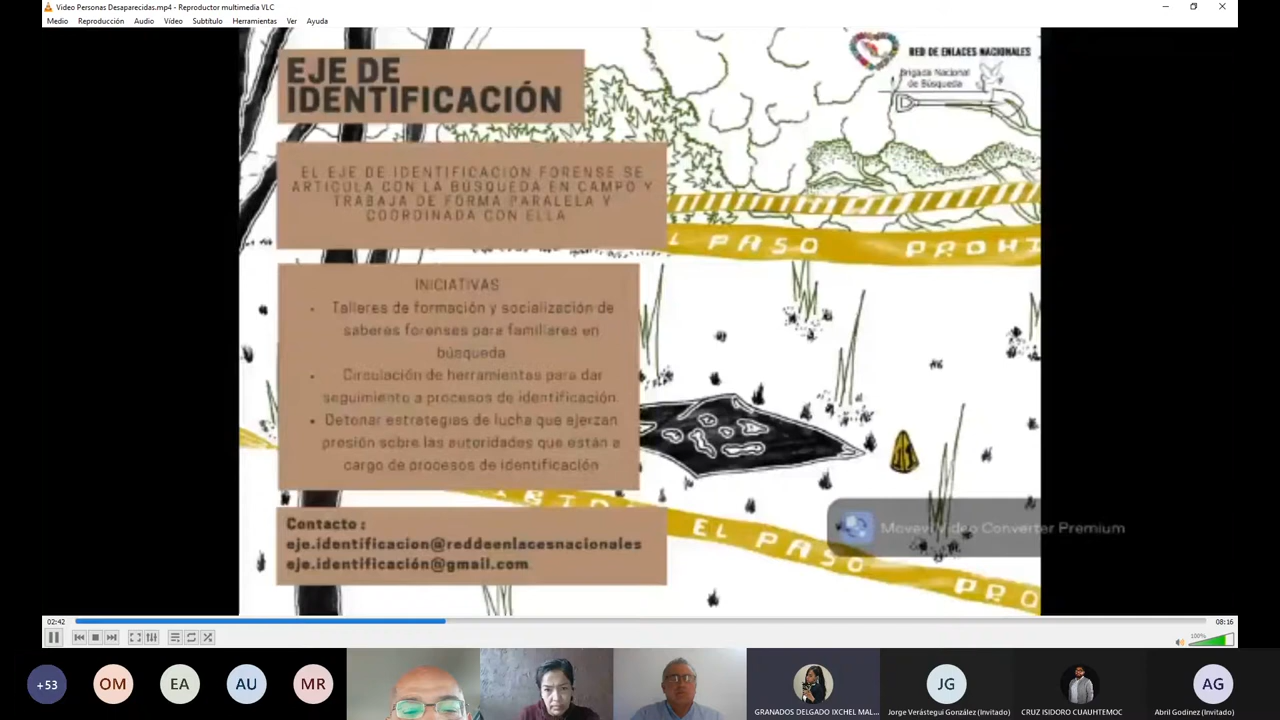 Video Personas Desaparecidas.mp4 - Reproductor multimedia VLC
Medio Reproducción Audio Vídeo Subtítulo Herramientas Ver Ayuda
EJE DE
IDENTIFICACIÓN
RED DE ENLACES NACIONALES
Brigada Nacional
de Búsqueda
EL EJE DE IDENTIFICACIÓN FORENSE SE
ARTICULA CON LA BÚSQUEDA EN CAMPO Y
TRABAJA DE FORMA PARALELA Y
COORDINADA CON ELLA
L PASO PROHI
INICIATIVAS
• Talleres de formación y socialización de
saberes forenses para familiares en
búsqueda
• Circulación de herramientas para dar
seguimiento a procesos de identificación
• Detonar estrategias de lucha que ejerzan
presión sobre las autoridades que están a
cargo de procesos de identificación
EL PASO PRO
Movavi Video Converter Premium
Contacto :
eje.identificacion@reddeenlacesnacionales
eje.identificación@gmail.com
02:42
08:16
100%
+53
OM
EA
AU
MR
JG
AG
GRANADOS DELGADO IXCHEL MAL...
Jorge Verástegui González (Invitado)
CRUZ ISIDORO CUAUHTEMOC
Abril Godinez (Invitado)